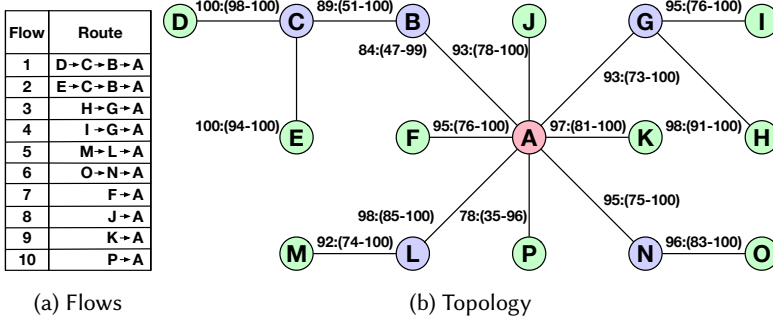 Flow Route
1 D→C→B→A
2 E→C→B→A
3 H→G→A
4 I→G→A
5 M→L→A
6 O→N→A
7 F→A
8 J→A
9 K→A
10 P→A
(a) Flows
D 100:(98-100) C 89:(51-100) B J G 95:(76-100) I
84:(47-99) 93:(78-100)
93:(73-100)
100:(94-100) E F 95:(76-100) A 97:(81-100) K 98:(91-100) H
95:(75-100)
98:(85-100) 78:(35-96)
M 92:(74-100) L P N 96:(83-100) O
(b) Topology